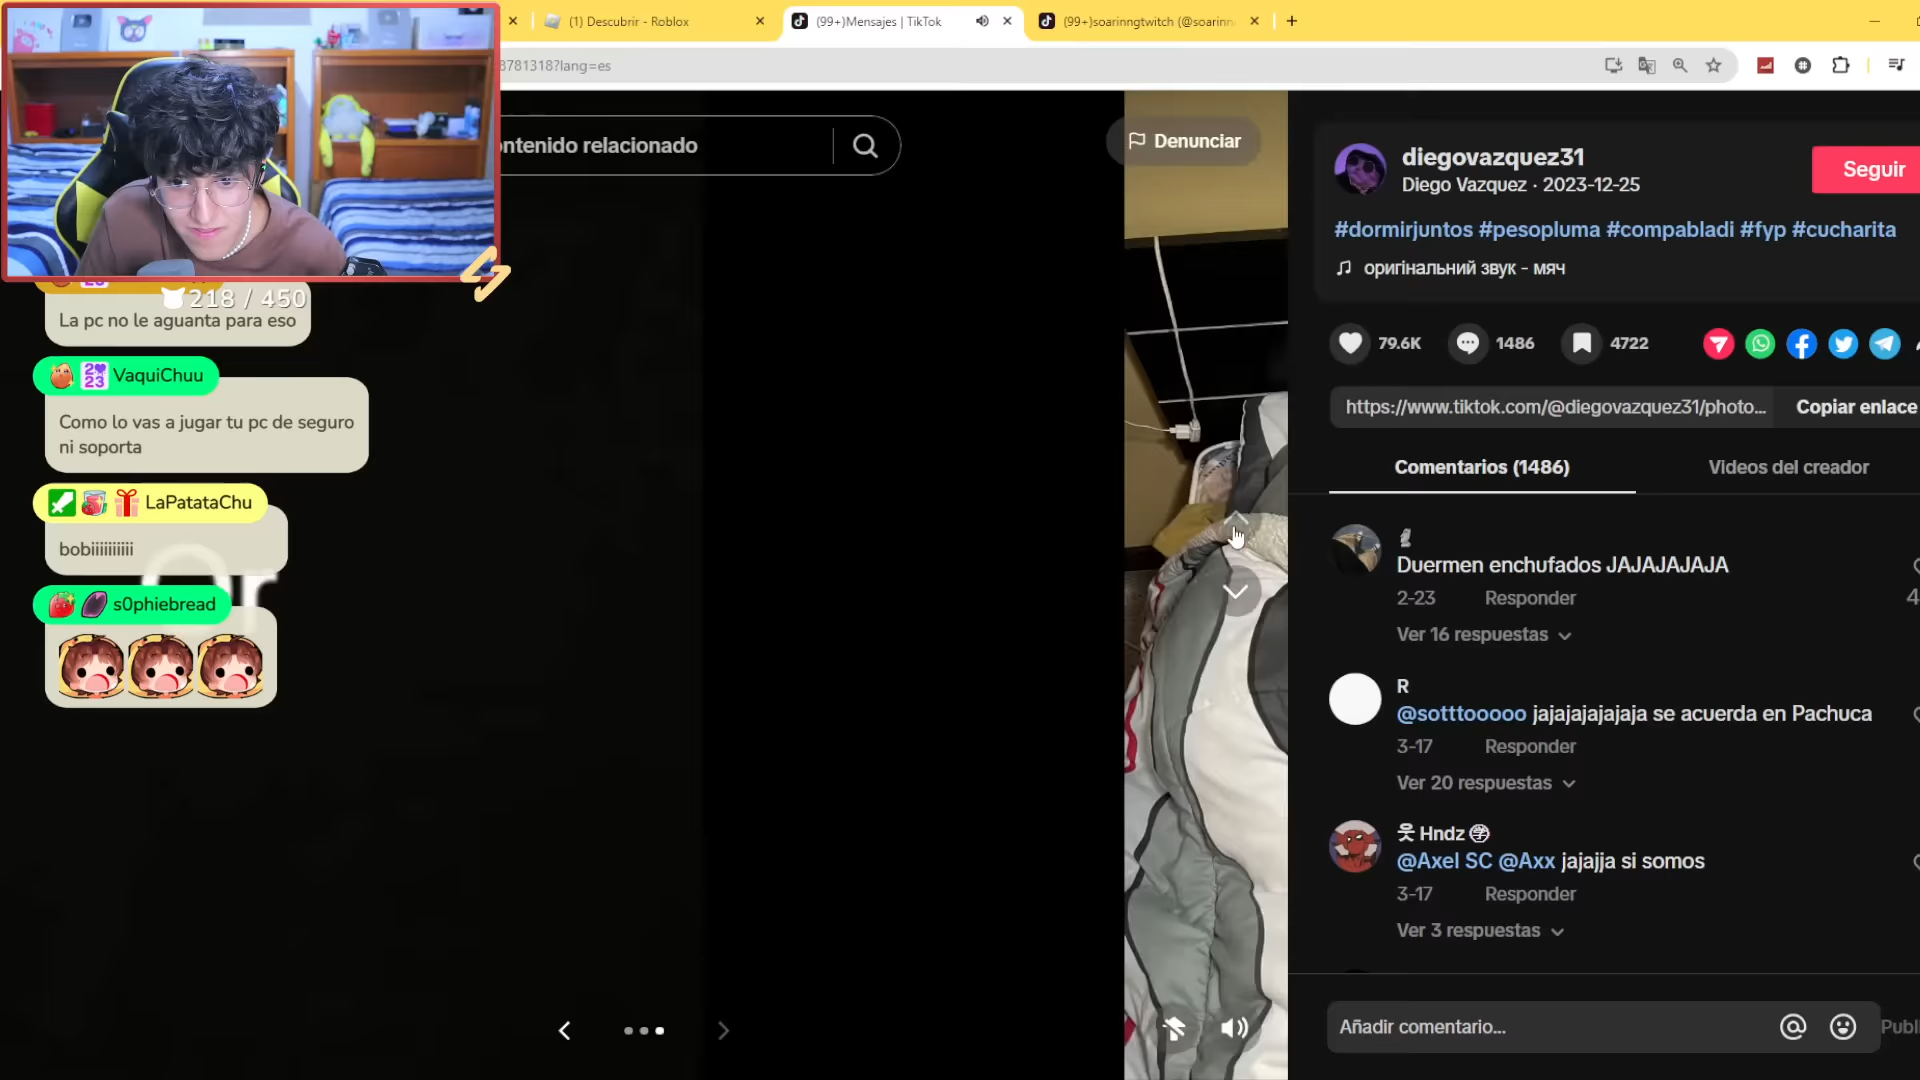 (1) Descubrir - Roblox
(99+)Mensajes | TikTok
(99+)soarinngtwitch (@soarinn
8781318?lang=es
ontenido relacionado
Denunciar
218 / 450
La pc no le aguanta para eso
VaquiChuu
Como lo vas a jugar tu pc de seguro
ni soporta
LaPatataChu
bobiiiiiiiiii
s0phiebread
diegovazquez31
Diego Vazquez · 2023-12-25
Seguir
#dormirjuntos #pesopluma #compabladi #fyp #cucharita
оригінальний звук - мяч
79.6K
1486
4722
https://www.tiktok.com/@diegovazquez31/photo...
Copiar enlace
Comentarios (1486)
Videos del creador
Duermen enchufados JAJAJAJAJA
2-23 Responder
Ver 16 respuestas
R
@sotttooooo jajajajajajaja se acuerda en Pachuca
3-17 Responder
Ver 20 respuestas
웃 Hndz
@Axel SC @Axx jajajja si somos
3-17 Responder
Ver 3 respuestas
Añadir comentario...
Publi